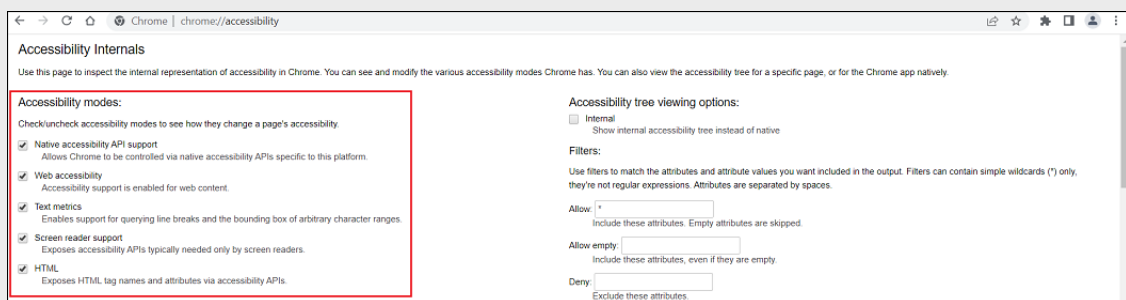 Chrome | chrome://accessibility
Accessibility Internals
Use this page to inspect the internal representation of accessibility in Chrome. You can see and modify the various accessibility modes Chrome has. You can also view the accessibility tree for a specific page, or for the Chrome app natively.
Accessibility modes:
Check/uncheck accessibility modes to see how they change a page's accessibility.
Native accessibility API support
Allows Chrome to be controlled via native accessibility APIs specific to this platform.
Web accessibility
Accessibility support is enabled for web content.
Text metrics
Enables support for querying line breaks and the bounding box of arbitrary character ranges.
Screen reader support
Exposes accessibility APIs typically needed only by screen readers.
HTML
Exposes HTML tag names and attributes via accessibility APIs.
Accessibility tree viewing options:
Internal
Show internal accessibility tree instead of native
Filters:
Use filters to match the attributes and attribute values you want included in the output. Filters can contain simple wildcards (*) only,
they're not regular expressions. Attributes are separated by spaces.
Allow: *
Include these attributes. Empty attributes are skipped.
Allow empty:
Include these attributes, even if they are empty.
Deny:
Exclude these attributes.